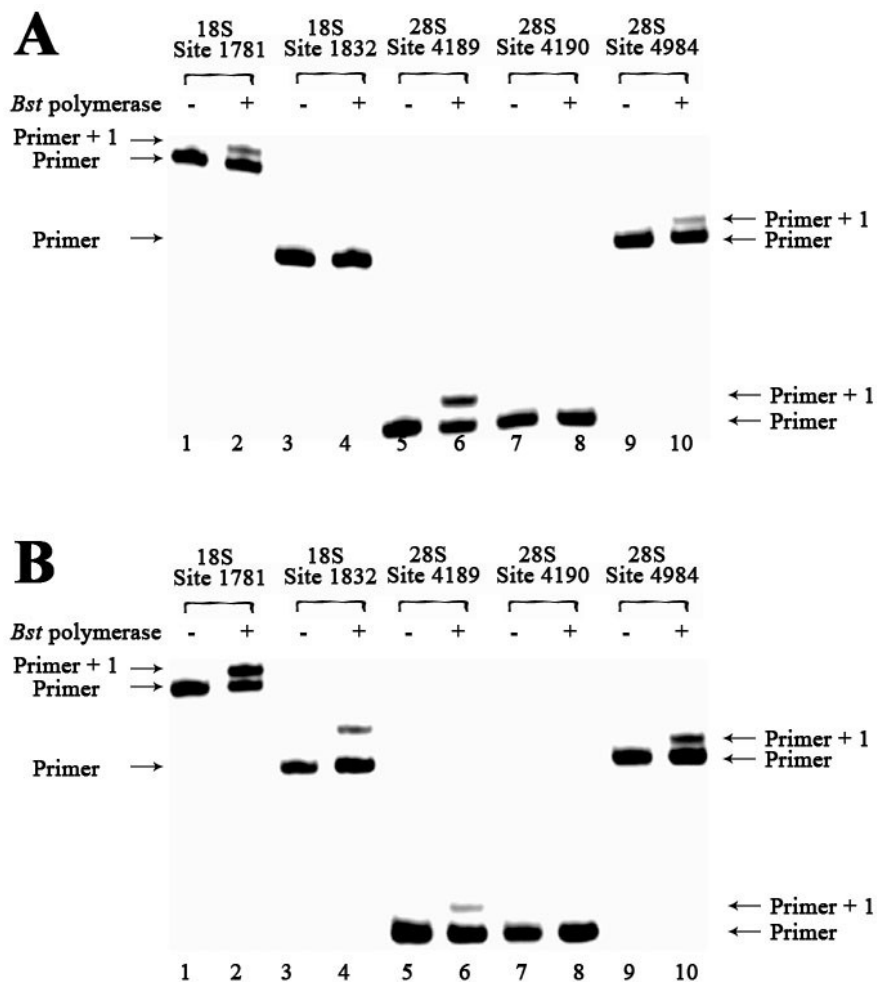 A
18S 18S 28S 28S 28S
Site 1781 Site 1832 Site 4189 Site 4190 Site 4984
Bst polymerase - + - + - + - + - +
Primer + 1 →
Primer →
← Primer + 1
Primer → ← Primer
← Primer + 1
← Primer
1 2 3 4 5 6 7 8 9 10
B
18S 18S 28S 28S 28S
Site 1781 Site 1832 Site 4189 Site 4190 Site 4984
Bst polymerase - + - + - + - + - +
Primer + 1 →
Primer →
← Primer + 1
Primer → ← Primer
← Primer + 1
← Primer
1 2 3 4 5 6 7 8 9 10